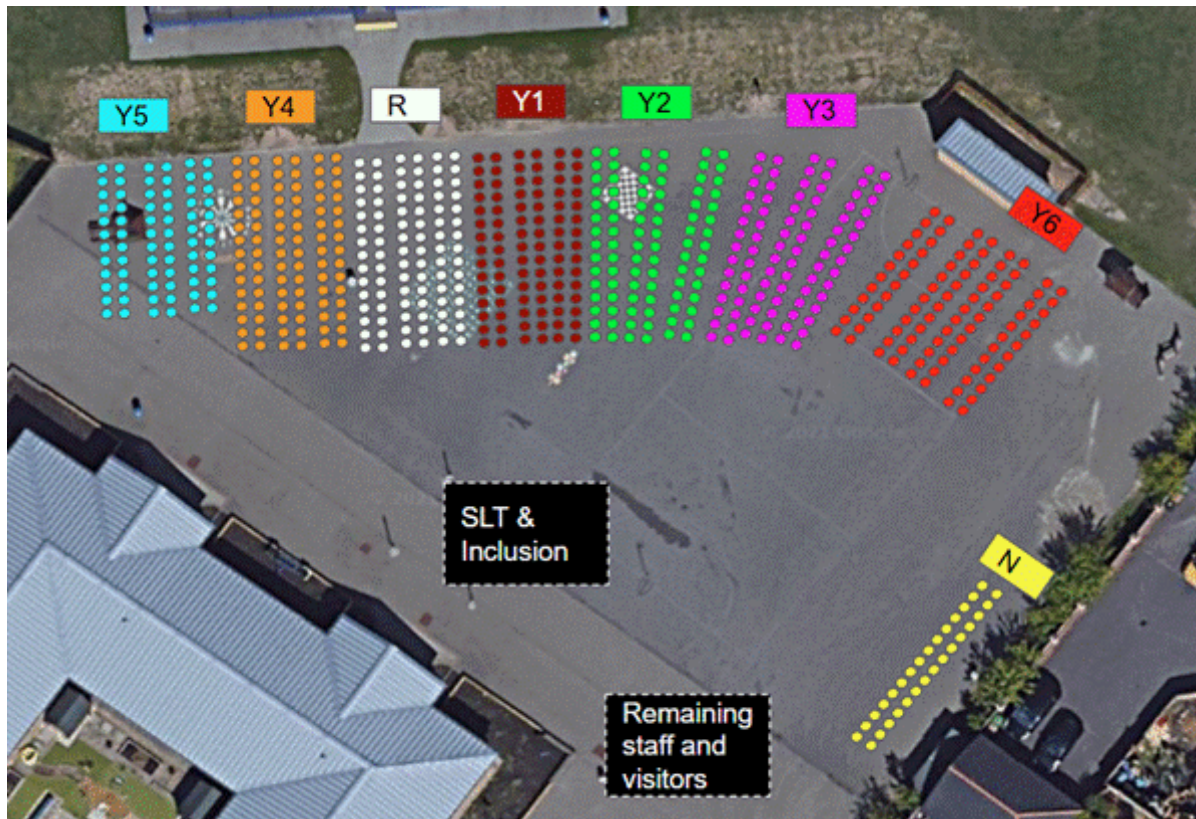 Y5
Y4
R
Y1
Y2
Y3
Y6
SLT &
Inclusion
N
Remaining
staff and
visitors